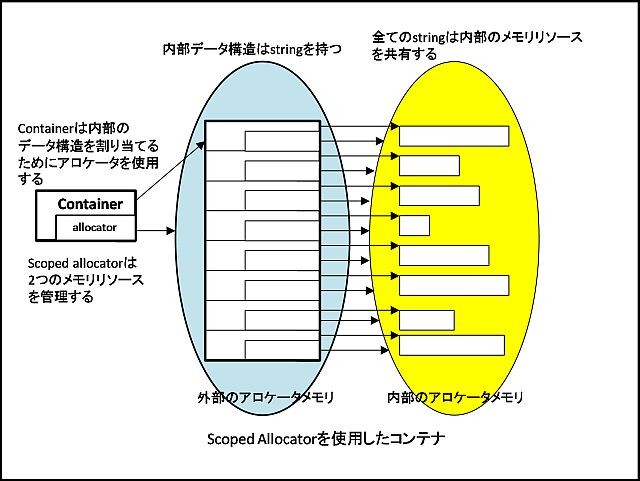 内部データ構造はstringを持つ
全てのstringは内部のメモリリソース
を共有する
Containerは内部の
データ構造を割り当てる
ためにアロケータを使用
する
Container
allocator
Scoped allocatorは
2つのメモリリソース
を管理する
外部のアロケータメモリ
内部のアロケータメモリ
Scoped Allocatorを使用したコンテナ